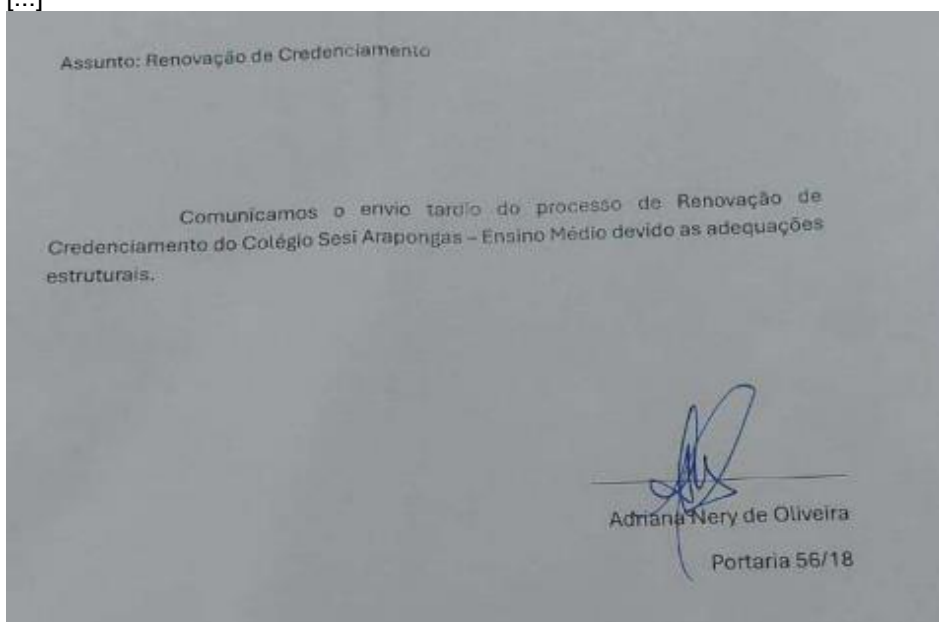 [...]
Assunto: Renovação de Credenciamento
Comunicamos o envio tardio do processo de Renovação de
Credenciamento do Colégio Sesi Arapongas – Ensino Médio devido as adequações
estruturais.
Adriana Nery de Oliveira
Portaria 56/18